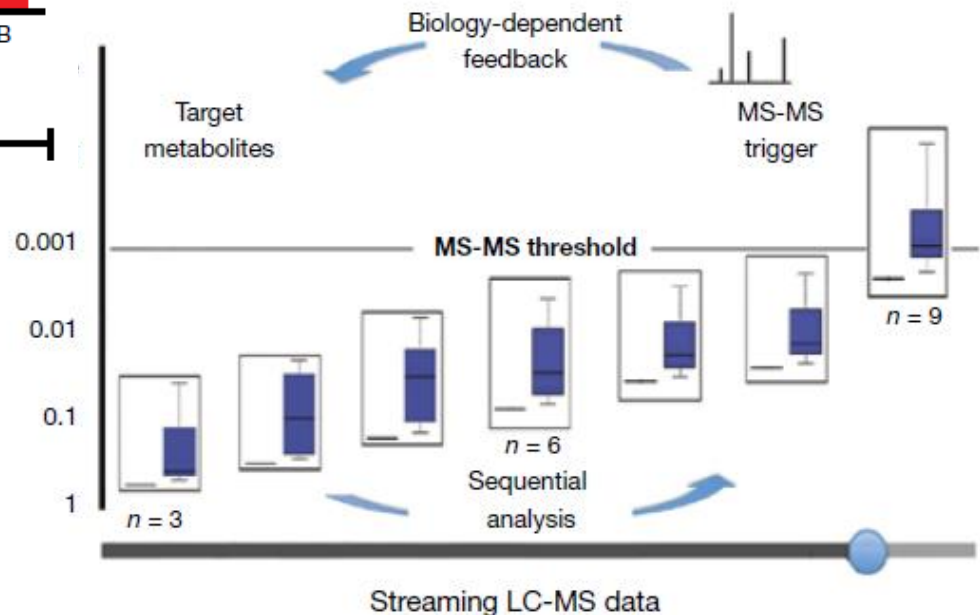 B
Biology-dependent
feedback
Target
metabolites
MS-MS
trigger
0.001
MS-MS threshold
0.01
n = 9
0.1
n = 6
Sequential
analysis
1
n = 3
Streaming LC-MS data